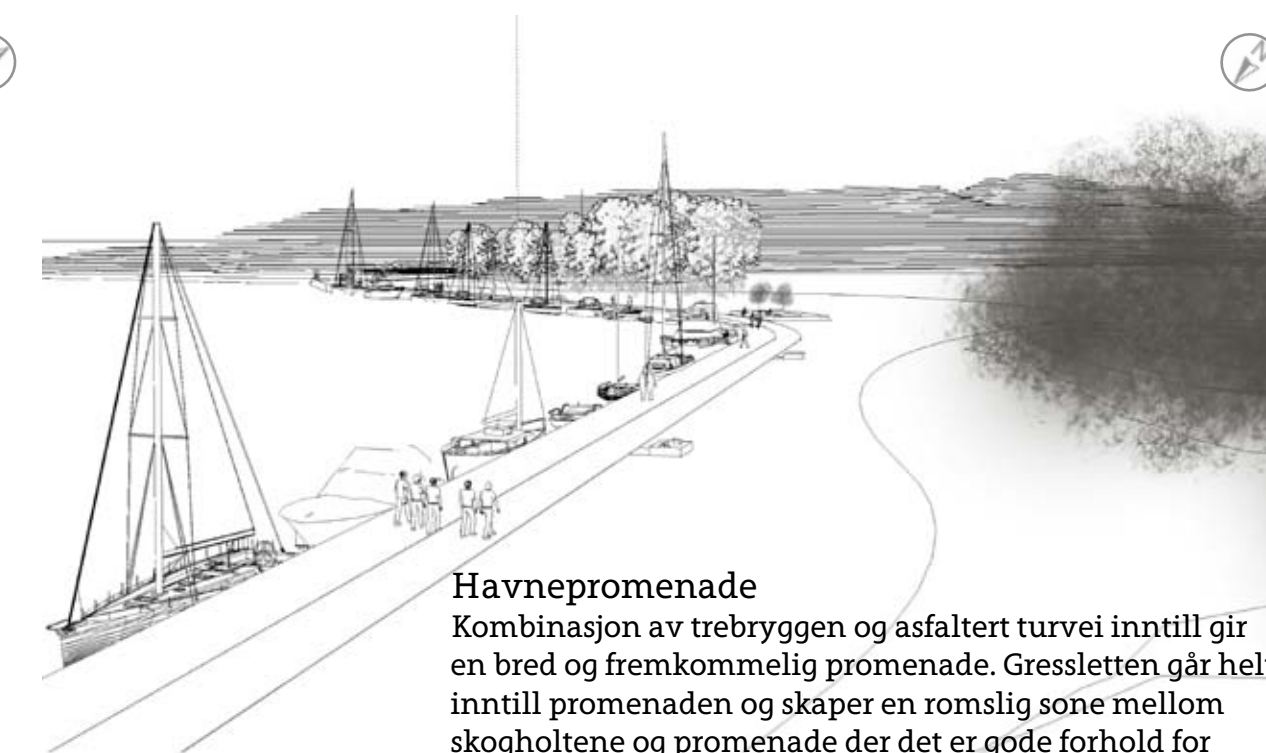 N
Havnepromenade
Kombinasjon av trebryggen og asfaltert turvei inntill gir
en bred og fremkommelig promenade. Gressletten går helt
inntill promenaden og skaper en romslig sone mellom
skogholtene og promenade der det er gode forhold for